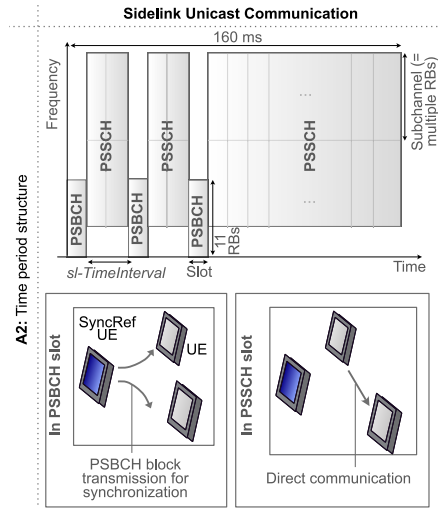 Sidelink Unicast Communication
160 ms
Frequency
Subchannel (=
multiple RBs)
A2: Time period structure
PSBCH
PSSCH
PSBCH
PSSCH
PSBCH
PSSCH
...
...
11
RBs
sl-TimeInterval
Slot
Time
In PSBCH slot
SyncRef
UE
UE
PSBCH block
transmission for
synchronization
In PSSCH slot
Direct communication